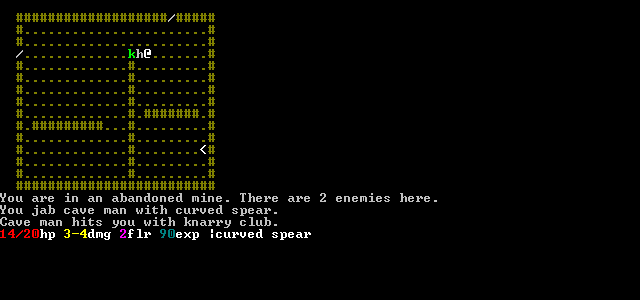 ###################/#####
#.......................#
#.......................#
/.............kh@.......#
#.............#.........#
#.............#.........#
#.............#.........#
#.............#.........#
#.............#.#######.#
#.#########...#.........#
#.............#.........#
#.............#........<#
#.............#.........#
#.............#.........#
#########################
You are in an abandoned mine. There are 2 enemies here.
You jab cave man with curved spear.
Cave man hits you with knarry club.
14/20hp 3-4dmg 2flr 90exp |curved spear